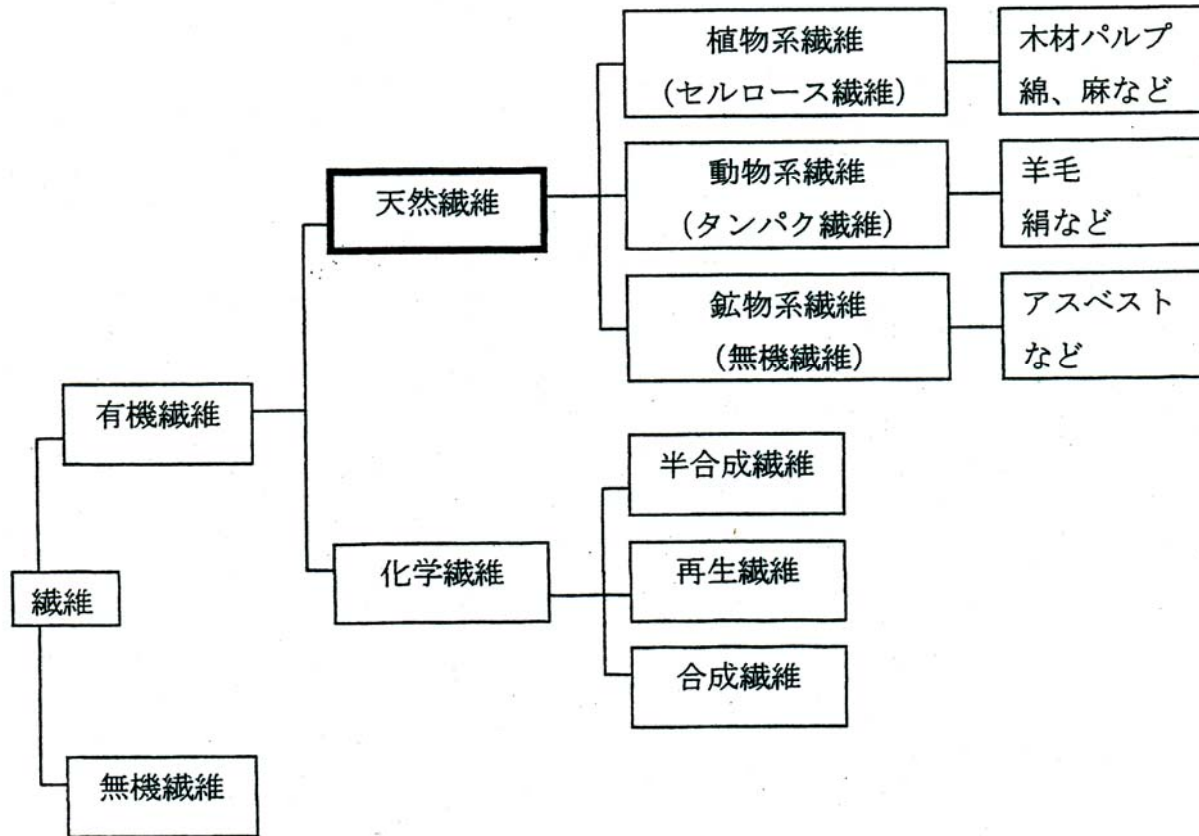 植物系繊維
(セルロース繊維)
木材パルプ
綿、麻など
天然繊維
動物系繊維
(タンパク繊維)
羊毛
絹など
鉱物系繊維
(無機繊維)
アスベスト
など
有機繊維
半合成繊維
化学繊維
再生繊維
繊維
合成繊維
無機繊維